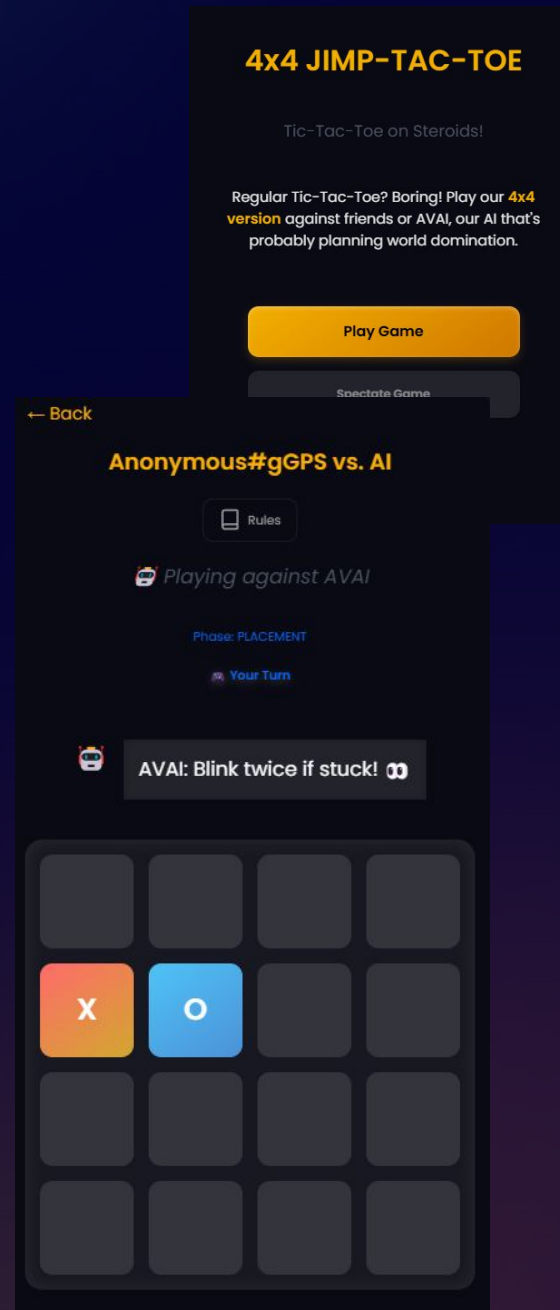 4x4 JIMP-TAC-TOE
Tic-Tac-Toe on Steroids!
Regular Tic-Tac-Toe? Boring! Play our 4x4
version against friends or AVAI, our AI that's
probably planning world domination.
Play Game
Spectate Game
← Back
Anonymous#gGPS vs. AI
Rules
🤖 Playing against AVAI
Phase: PLACEMENT
🎮 Your Turn
AVAI: Blink twice if stuck! 👀
X O